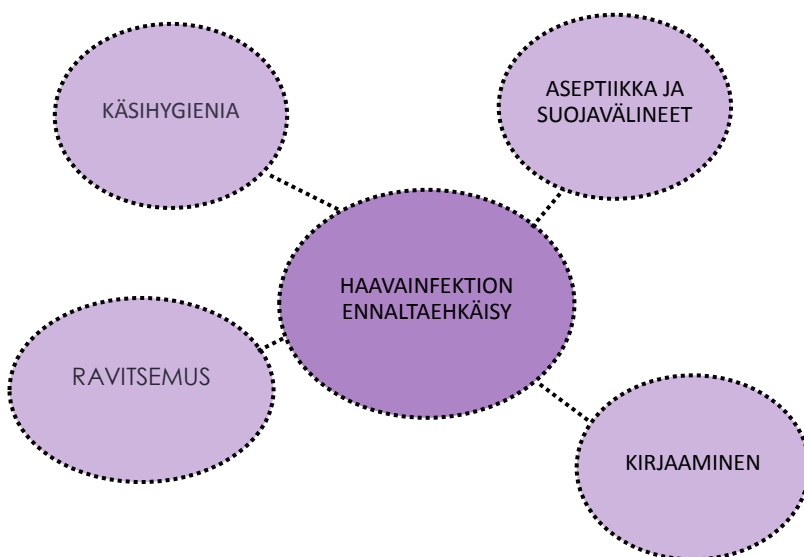 KÄSIHYGIENIA
ASEPTIIKKA JA
SUOJAVÄLINEET
HAAVAINFEKTION
ENNALTAEHKÄISY
RAVITSEMUS
KIRJAAMINEN